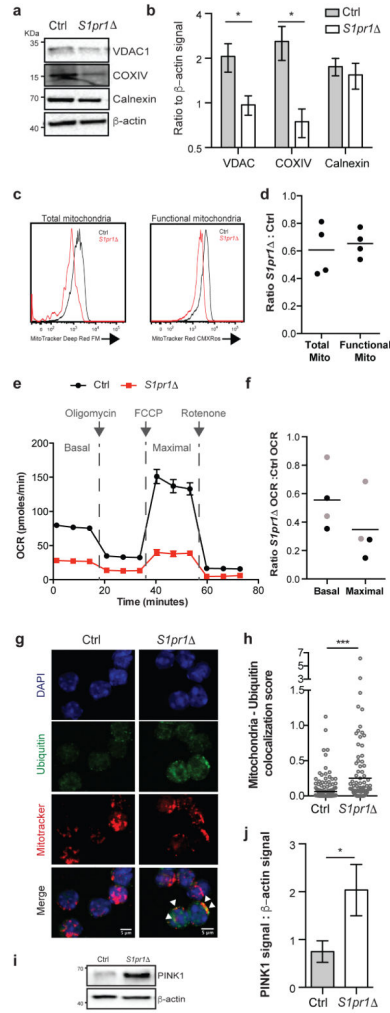 a
Ctrl S1pr1Δ
KDa
35
VDAC1
15
COXIV
70
Calnexin
55
40
β-actin
b
Ctrl
S1pr1Δ
Ratio to β-actin signal
4
2
1
0.5
*
*
VDAC COXIV Calnexin
c
Total mitochondria
Ctrl
S1pr1Δ
MitoTracker Deep Red FM
Functional mitochondria
Ctrl
S1pr1Δ
MitoTracker Red CMXRos
d
Ratio S1pr1Δ : Ctrl
1.0
0.8
0.6
0.4
0.2
0.0
Total Mito
Functional Mito
e
Ctrl S1pr1Δ
Oligomycin FCCP Rotenone
Basal Maximal
OCR (pmoles/min)
200
150
100
50
0
0 20 40 60 80
Time (minutes)
f
Ratio S1pr1Δ OCR :Ctrl OCR
1.0
0.8
0.6
0.4
0.2
0.0
Basal Maximal
g
Ctrl S1pr1Δ
DAPI
Ubiquitin
Mitotracker
Merge
5 µm
5 µm
h
Mitochondria - Ubiquitin
colocalization score
***
7
5
3
1.5
1.0
0.5
0.0
Ctrl S1pr1Δ
i
Ctrl S1pr1Δ
70
PINK1
55
40
β-actin
j
PINK1 signal : β-actin signal
3
2
1
0
*
Ctrl S1pr1Δ